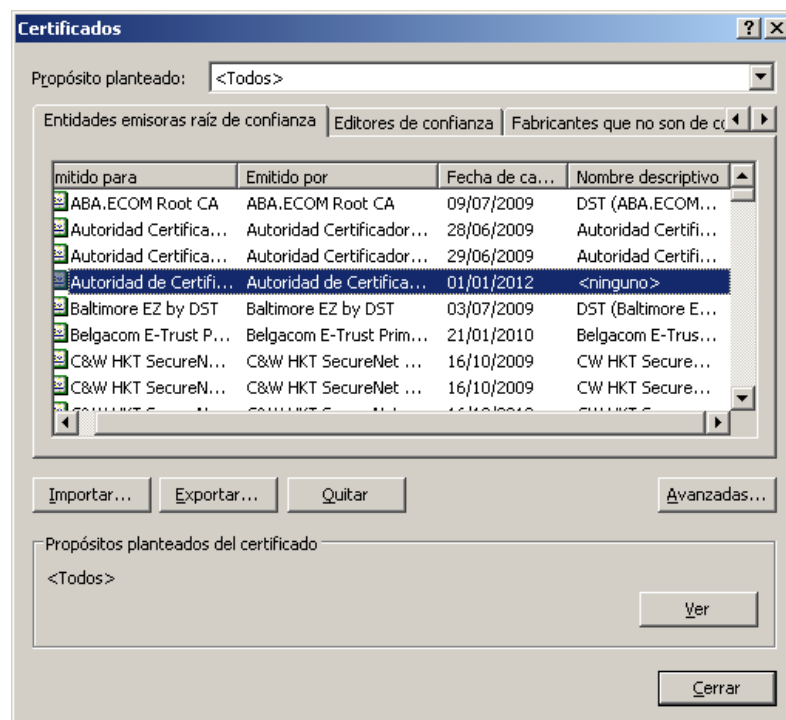 Certificados
Propósito planteado: <Todos>
Entidades emisoras raíz de confianza Editores de confianza Fabricantes que no son de co
mitido para Emitido por Fecha de ca... Nombre descriptivo
ABA.ECOM Root CA ABA.ECOM Root CA 09/07/2009 DST (ABA.ECOM...
Autoridad Certifica... Autoridad Certificador... 28/06/2009 Autoridad Certifi...
Autoridad Certifica... Autoridad Certificador... 29/06/2009 Autoridad Certifi...
Autoridad de Certifi... Autoridad de Certifica... 01/01/2012 <ninguno>
Baltimore EZ by DST Baltimore EZ by DST 03/07/2009 DST (Baltimore E...
Belgacom E-Trust P... Belgacom E-Trust Prim... 21/01/2010 Belgacom E-Trus...
C&W HKT SecureN... C&W HKT SecureNet ... 16/10/2009 CW HKT Secure...
C&W HKT SecureN... C&W HKT SecureNet ... 16/10/2009 CW HKT Secure...
Importar... Exportar... Quitar Avanzadas...
Propósitos planteados del certificado
<Todos>
Ver
Cerrar